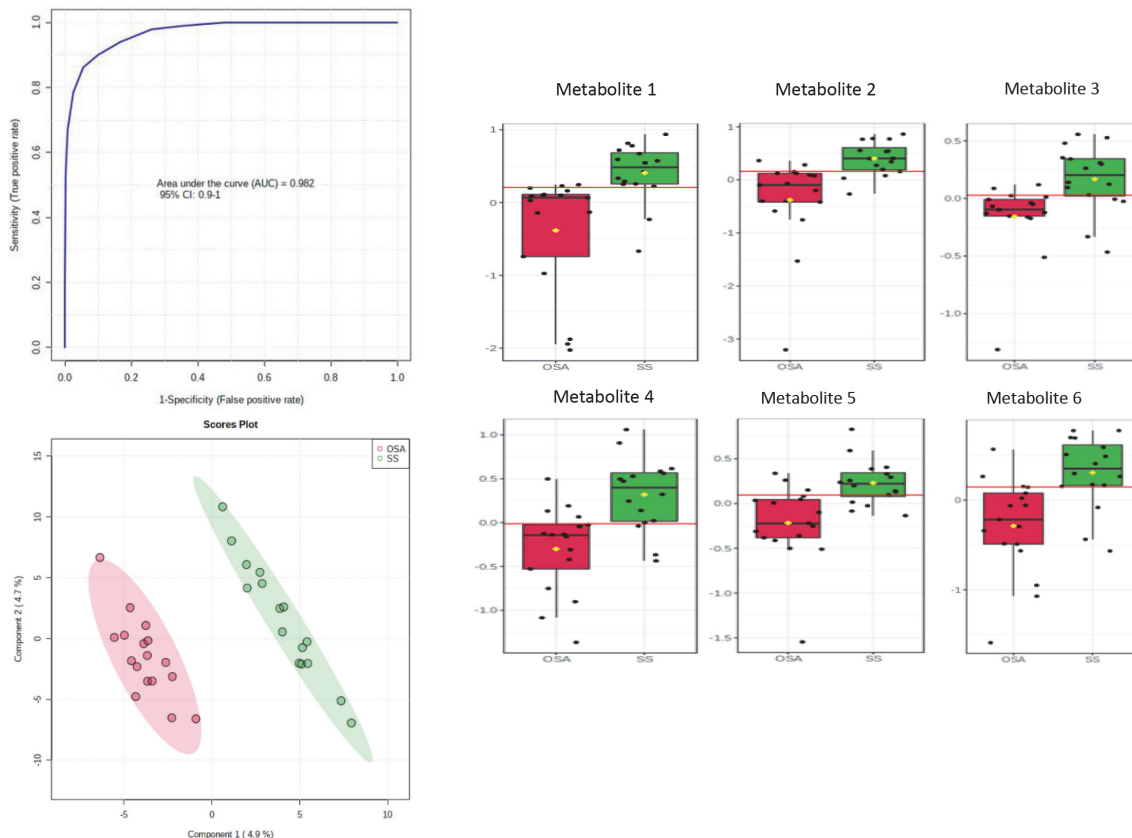 1.0
0.8
0.6
0.4
0.2
0.0
Sensitivity (True positive rate)
Area under the curve (AUC) = 0.982
95% CI: 0.9-1
0.0 0.2 0.4 0.6 0.8 1.0
1-Specificity (False positive rate)
Scores Plot
OSA
SS
15
10
5
0
-5
-10
Component 2 ( 4.7 %)
-5 0 5 10
Component 1 ( 4.9 %)
Metabolite 1
1
0
-1
-2
OSA SS
Metabolite 2
1
0
-1
-2
-3
OSA SS
Metabolite 3
0.5
0.0
-0.5
-1.0
Metabolite 4
1.0
0.5
0.0
-0.5
-1.0
OSA SS
Metabolite 5
0.5
0.0
-0.5
-1.0
-1.5
OSA SS
Metabolite 6
0
-1
OSA SS